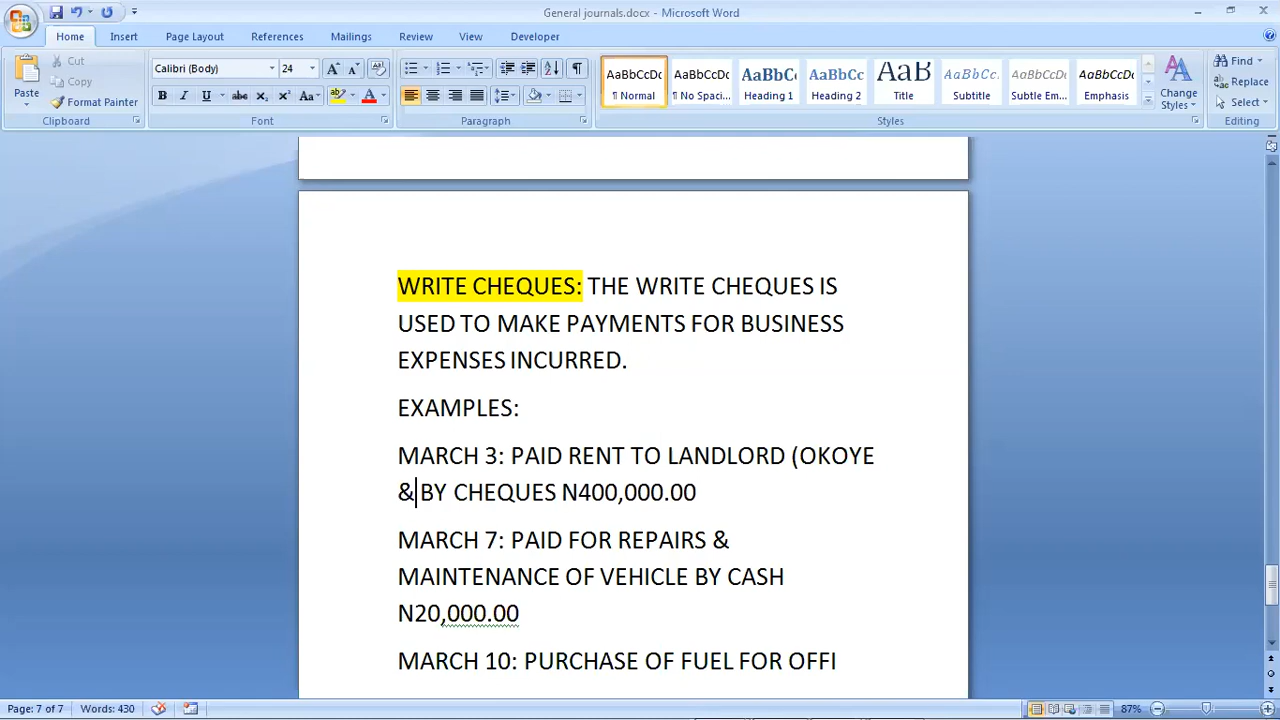 General journals.docx - Microsoft Word
Home Insert Page Layout References Mailings Review View Developer
Cut
Copy
Format Painter
Paste
Clipboard
Calibri (Body) 24
Font
Paragraph
AaBbCcDc AaBbCcDc AaBbC AaBbCc AaB AaBbCc. AaBbCcDc AaBbCcDc
¶ Normal ¶ No Spaci... Heading 1 Heading 2 Title Subtitle Subtle Em... Emphasis
Change
Styles
Styles
Find
Replace
Select
Editing
WRITE CHEQUES: THE WRITE CHEQUES IS
USED TO MAKE PAYMENTS FOR BUSINESS
EXPENSES INCURRED.
EXAMPLES:
MARCH 3: PAID RENT TO LANDLORD (OKOYE
& BY CHEQUES N400,000.00
MARCH 7: PAID FOR REPAIRS &
MAINTENANCE OF VEHICLE BY CASH
N20,000.00
MARCH 10: PURCHASE OF FUEL FOR OFFI
Page: 7 of 7 Words: 430 87%